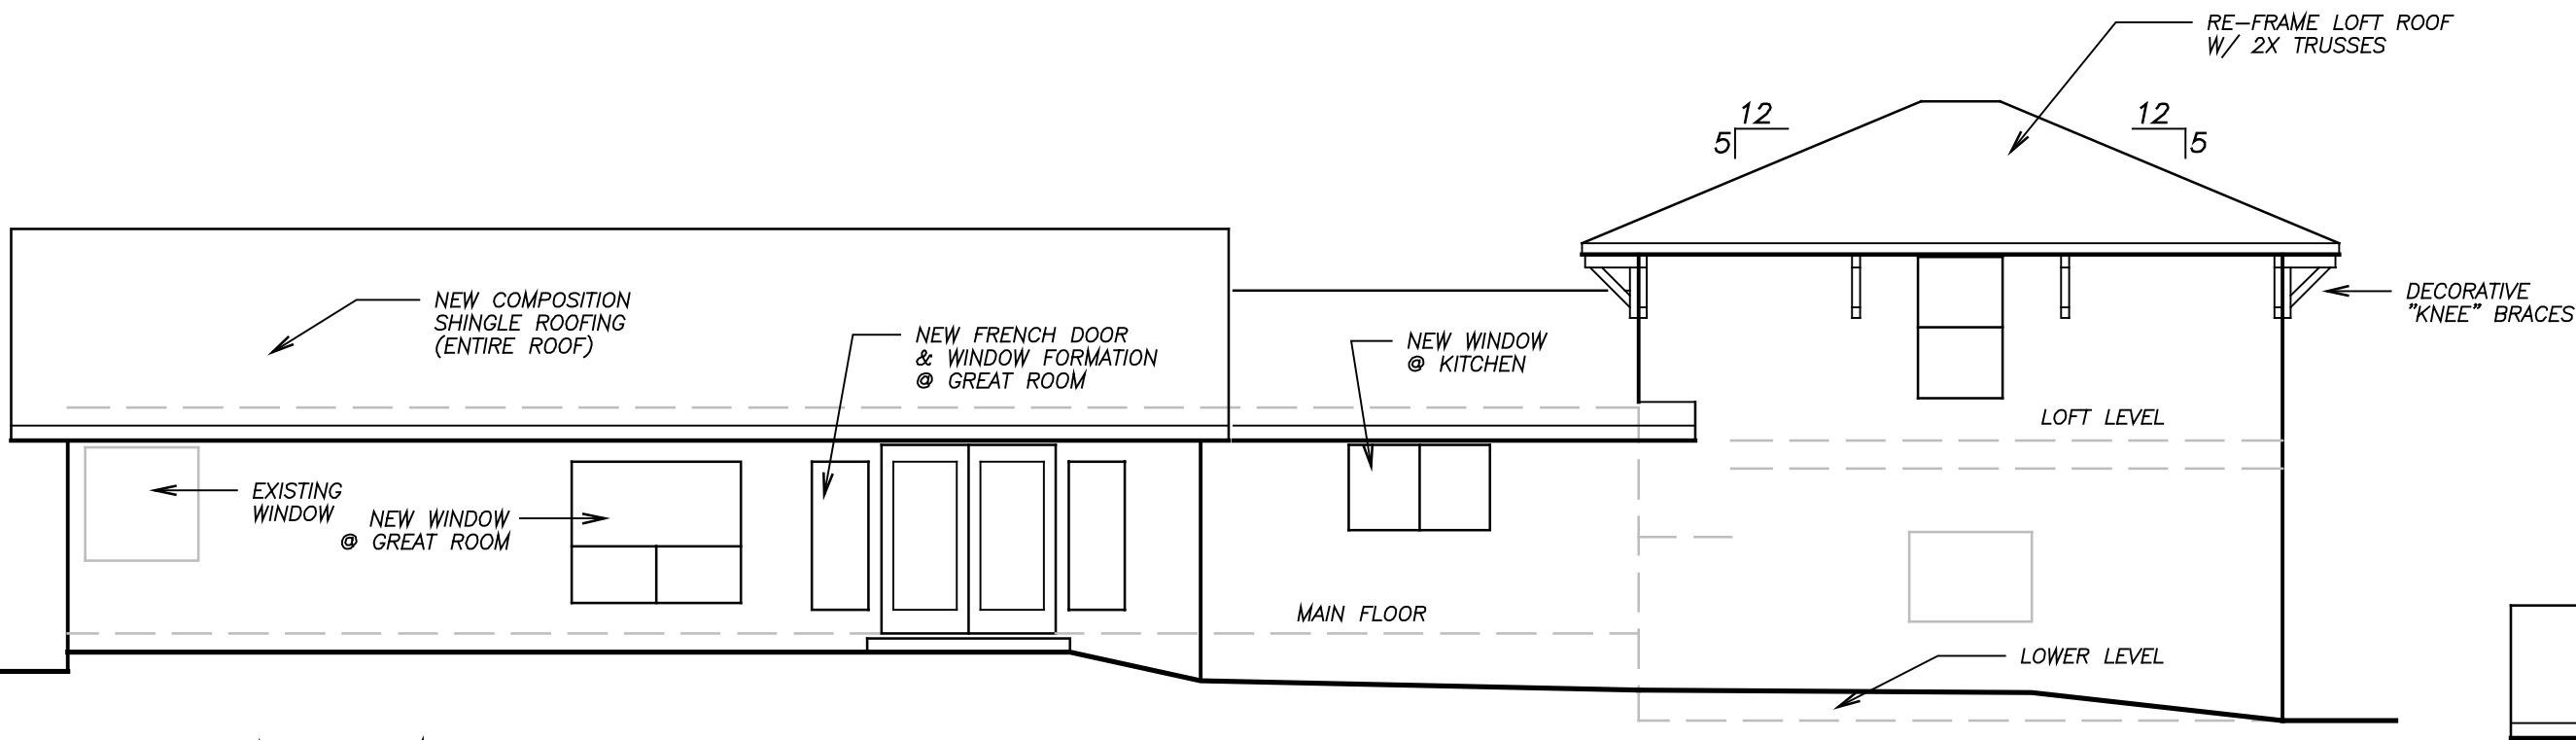 RE-FRAME LOFT ROOF
W/ 2X TRUSSES
12
5
12
5
NEW COMPOSITION
SHINGLE ROOFING
(ENTIRE ROOF)
NEW FRENCH DOOR
& WINDOW FORMATION
@ GREAT ROOM
NEW WINDOW
@ KITCHEN
DECORATIVE
"KNEE" BRACES
LOFT LEVEL
EXISTING
WINDOW
NEW WINDOW
@ GREAT ROOM
MAIN FLOOR
LOWER LEVEL